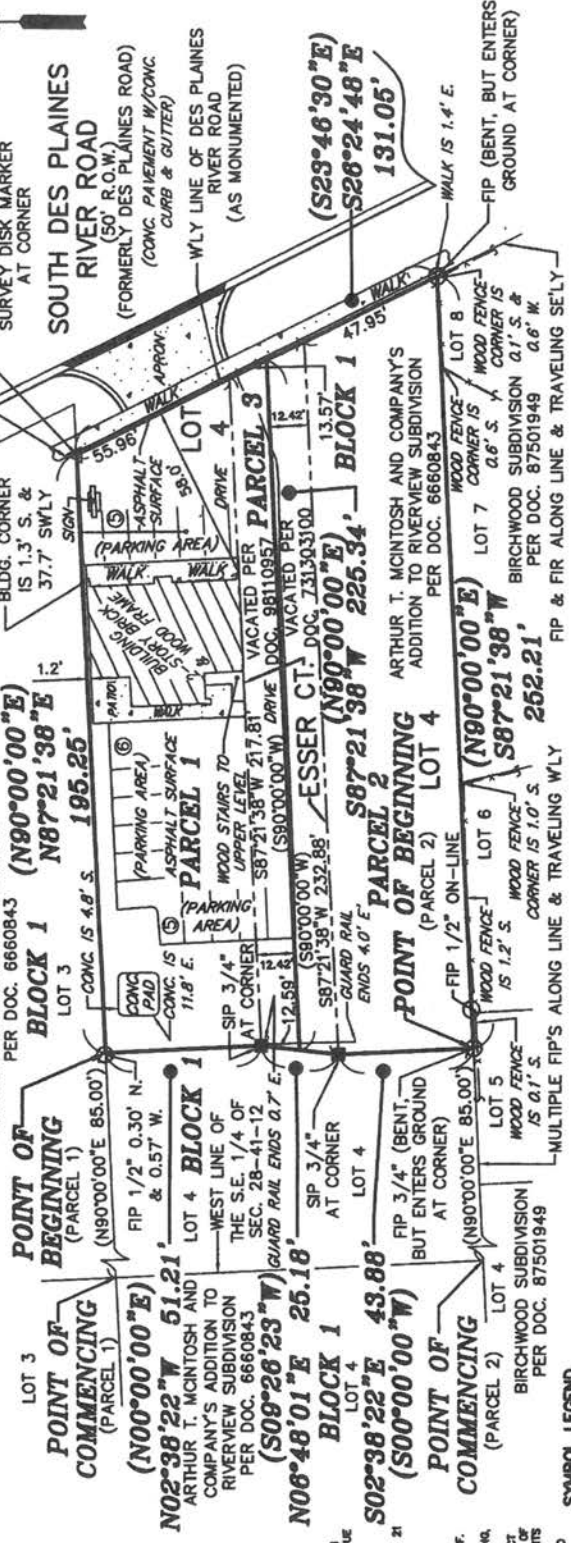 SURVEY DISK MARKER
AT CORNER
SOUTH DES PLAINES
RIVER ROAD
(50' R.O.W.)
(FORMERLY DES PLAINES ROAD)
(CONC. PAVEMENT W/CONC.
CURB & GUTTER)
W'LY LINE OF DES PLAINES
RIVER ROAD
(AS MONUMENTED)
(S23°46'30"E)
S26°24'48"E
131.05'
WALK IS 1.4' E.
FIP (BENT, BUT ENTERS
GROUND AT CORNER)
BLDG. CORNER
IS 1.3' S. &
37.7' SW'LY
SIGN
55.96'
WALK
APRON
WALK
47.95'
ASPHALT
SURFACE
58.0'
(PARKING AREA)
5
WALK
WALK
LOT
4
DRIVE
2-STORY BRICK
& WOOD FRAME
BUILDING
PATIO
WALK
1.2'
(N90°00'00"E)
N87°21'38"E
195.25'
PER DOC. 6660843
BLOCK 1
LOT 3
CONC. IS 4.8' S.
CONC.
PAD
CONC. IS
11.8' E.
6
(PARKING AREA)
ASPHALT SURFACE
PARCEL 1
5
(PARKING
AREA)
WOOD STAIRS TO
UPPER LEVEL
S87°21'38"W 217.81'
(S90°00'00"W) DRIVE
VACATED PER
DOC. 98110957
PARCEL 3
12.42'
12.42'
13.57'
BLOCK 1
ESSER CT.
VACATED PER
DOC. 731303100
(N90°00'00"E)
S87°21'38"W 225.34'
(S90°00'00"W)
S87°21'38"W 232.88'
SIP 3/4"
AT CORNER
12.59'
GUARD RAIL
ENDS 4.0' E.
PARCEL 2
POINT OF BEGINNING
(PARCEL 2)
LOT 4
ARTHUR T. MCINTOSH AND COMPANY'S
ADDITION TO RIVERVIEW SUBDIVISION
PER DOC. 6660843
(N90°00'00"E)
S87°21'38"W
252.21'
FIP 1/2" ON-LINE
WOOD FENCE
IS 1.2' S.
LOT 6
WOOD FENCE
CORNER IS 1.0' S.
LOT 7
WOOD FENCE
CORNER IS
0.6' S.
LOT 8
WOOD FENCE
CORNER IS
0.1' S. &
0.6' W.
BIRCHWOOD SUBDIVISION
PER DOC. 87501949
FIP & FIR ALONG LINE & TRAVELING SE'LY
LOT 3
POINT OF
COMMENCING
(PARCEL 1)
POINT OF
BEGINNING
(PARCEL 1)
(N90°00'00"E 85.00')
FIP 1/2" 0.30' N.
& 0.57' W.
(N00°00'00"E)
N02°38'22"W 51.21'
LOT 4 BLOCK 1
ARTHUR T. MCINTOSH AND
COMPANY'S ADDITION TO
RIVERVIEW SUBDIVISION
PER DOC. 6660843
WEST LINE OF
THE S.E. 1/4 OF
SEC. 28-41-12
GUARD RAIL ENDS 0.7' E.
(S09°26'23"W)
N06°48'01"E 25.18'
BLOCK 1
LOT 4
SIP 3/4"
AT CORNER
LOT 4
S02°38'22"E 43.88'
(S00°00'00"W)
FIP 3/4" (BENT,
BUT ENTERS GROUND
AT CORNER)
POINT OF
COMMENCING
(PARCEL 2)
(N90°00'00"E 85.00')
LOT 4
LOT 5
WOOD FENCE
IS 0.1' S.
BIRCHWOOD SUBDIVISION
PER DOC. 87501949
MULTIPLE FIP'S ALONG LINE & TRAVELING W'LY
SYMBOL LEGEND
21